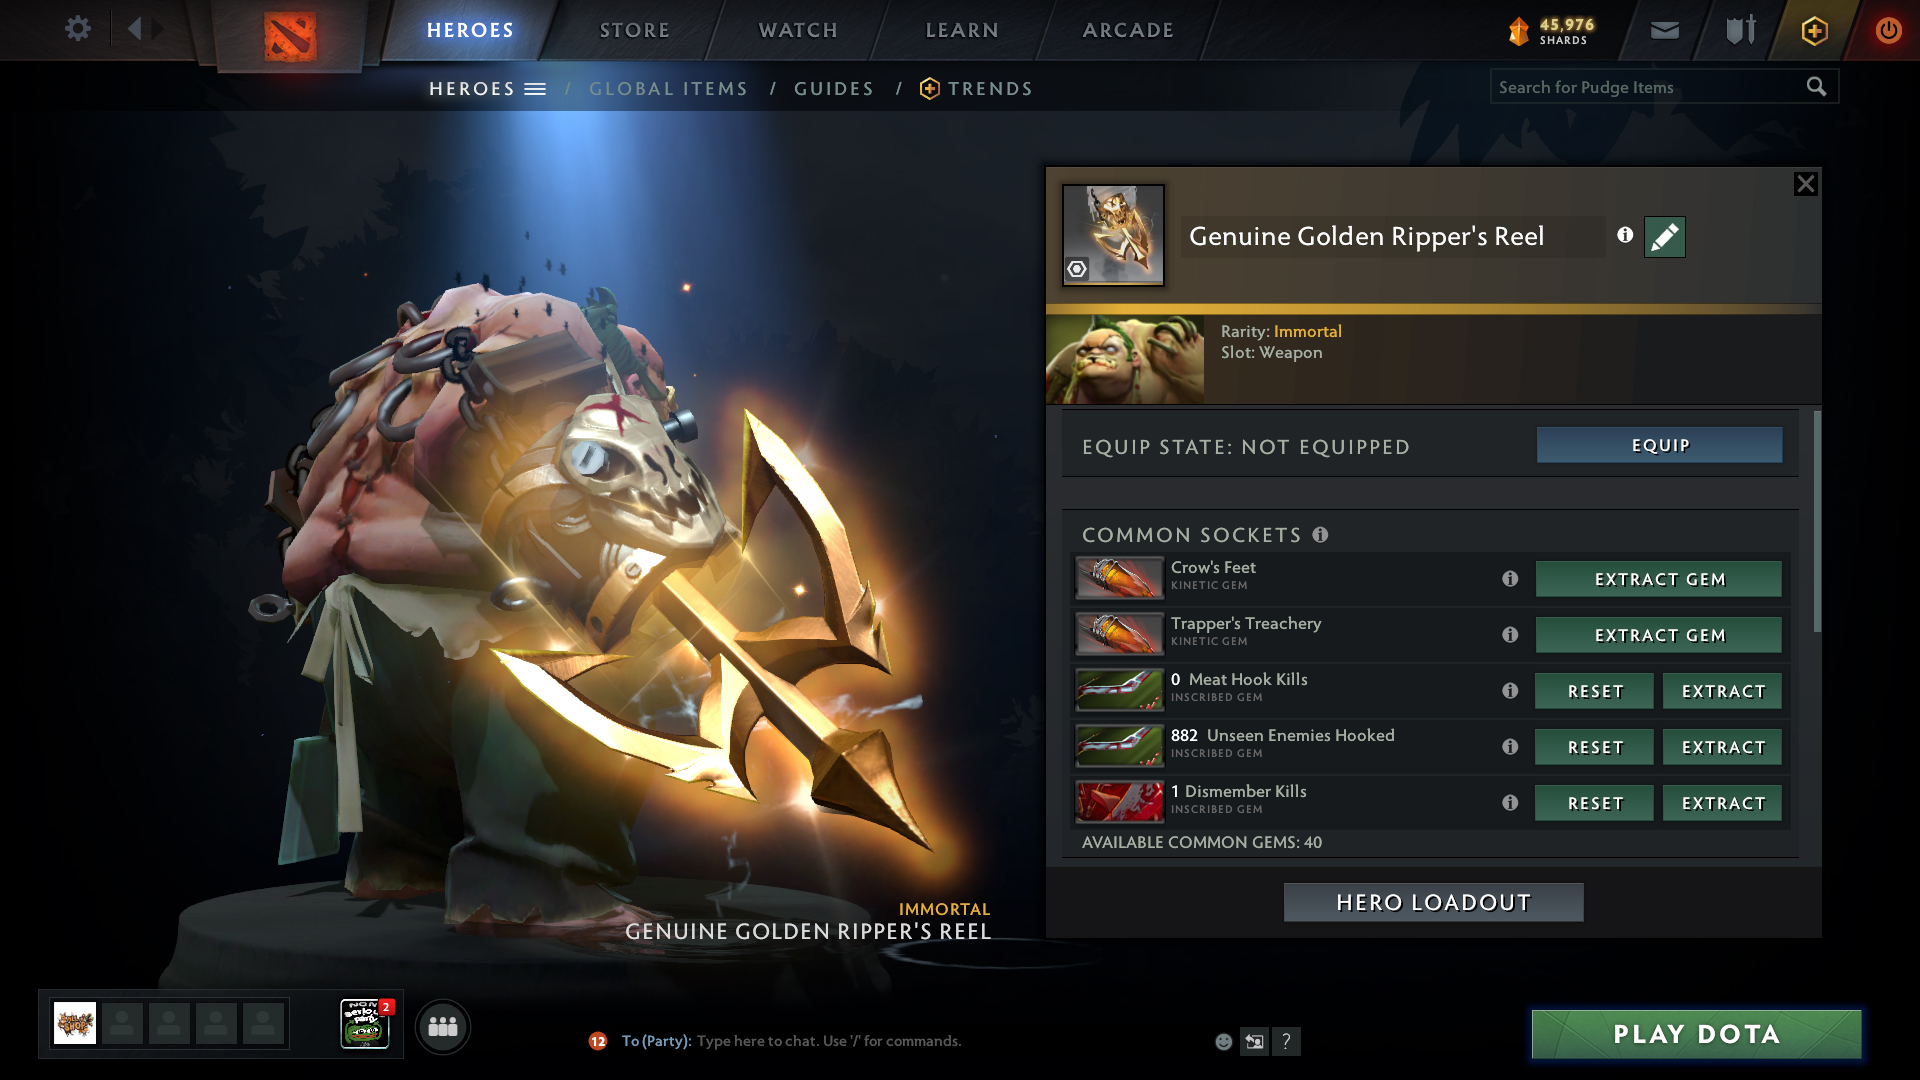 HEROES
STORE
WATCH
LEARN
ARCADE
45,976
SHARDS
HEROES / GLOBAL ITEMS / GUIDES / TRENDS
Search for Pudge Items
Genuine Golden Ripper's Reel
Rarity: Immortal
Slot: Weapon
EQUIP STATE: NOT EQUIPPED
EQUIP
COMMON SOCKETS
Crow's Feet
KINETIC GEM
EXTRACT GEM
Trapper's Treachery
KINETIC GEM
EXTRACT GEM
0 Meat Hook Kills
INSCRIBED GEM
RESET
EXTRACT
882 Unseen Enemies Hooked
INSCRIBED GEM
RESET
EXTRACT
1 Dismember Kills
INSCRIBED GEM
RESET
EXTRACT
AVAILABLE COMMON GEMS: 40
HERO LOADOUT
IMMORTAL
GENUINE GOLDEN RIPPER'S REEL
2
12
To (Party): Type here to chat. Use '/' for commands.
?
PLAY DOTA